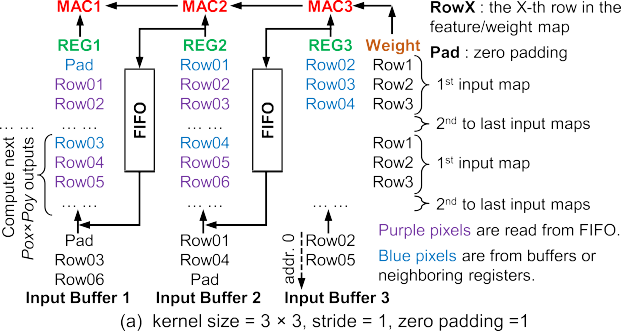 MAC1 MAC2 MAC3 RowX : the X-th row in the
feature/weight map
REG1 REG2 REG3 Weight Pad : zero padding
Pad Row01 Row02 Row1
Row01 Row02 Row03 Row2 1st input map
Row02 Row03 Row04 Row3
FIFO FIFO
... ... ... ... ... ... ... ... 2nd to last input maps
Row03 Row04 Row1
Row04 Row05 Row2 1st input map
Row05 Row06 Row3
... ... ... ... ... ... 2nd to last input maps
Compute next
Pox×Poy outputs
Purple pixels are read from FIFO.
Pad Row01 addr. 0 Row02
Row03 Row04 Row05 Blue pixels are from buffers or
Row06 Pad neighboring registers.
Input Buffer 1 Input Buffer 2 Input Buffer 3
(a) kernel size = 3 × 3, stride = 1, zero padding =1